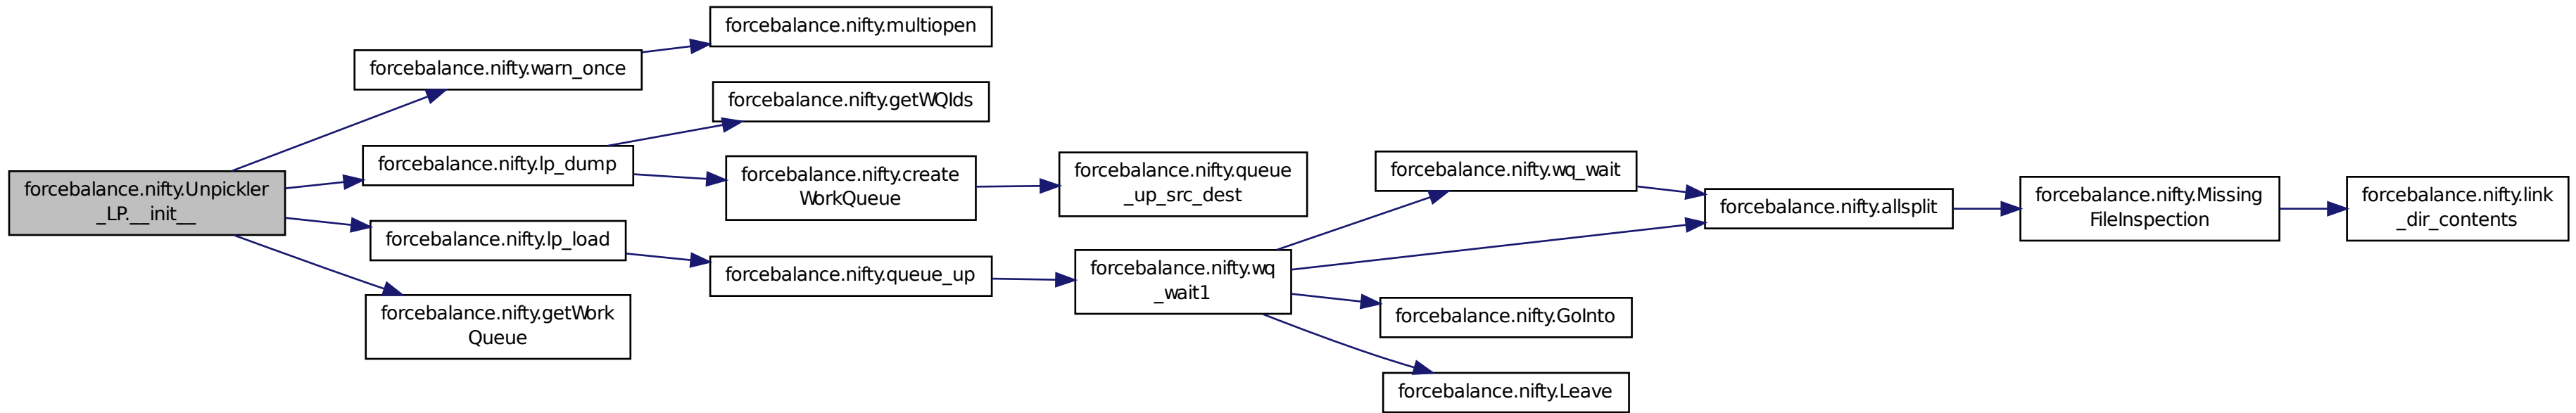 forcebalance.nifty.Unpickler
_LP.__init__
forcebalance.nifty.warn_once
forcebalance.nifty.lp_dump
forcebalance.nifty.lp_load
forcebalance.nifty.getWork
Queue
forcebalance.nifty.multiopen
forcebalance.nifty.getWQIds
forcebalance.nifty.create
WorkQueue
forcebalance.nifty.queue_up
forcebalance.nifty.queue
_up_src_dest
forcebalance.nifty.wq
_wait1
forcebalance.nifty.wq_wait
forcebalance.nifty.GoInto
forcebalance.nifty.Leave
forcebalance.nifty.allsplit
forcebalance.nifty.Missing
FileInspection
forcebalance.nifty.link
_dir_contents